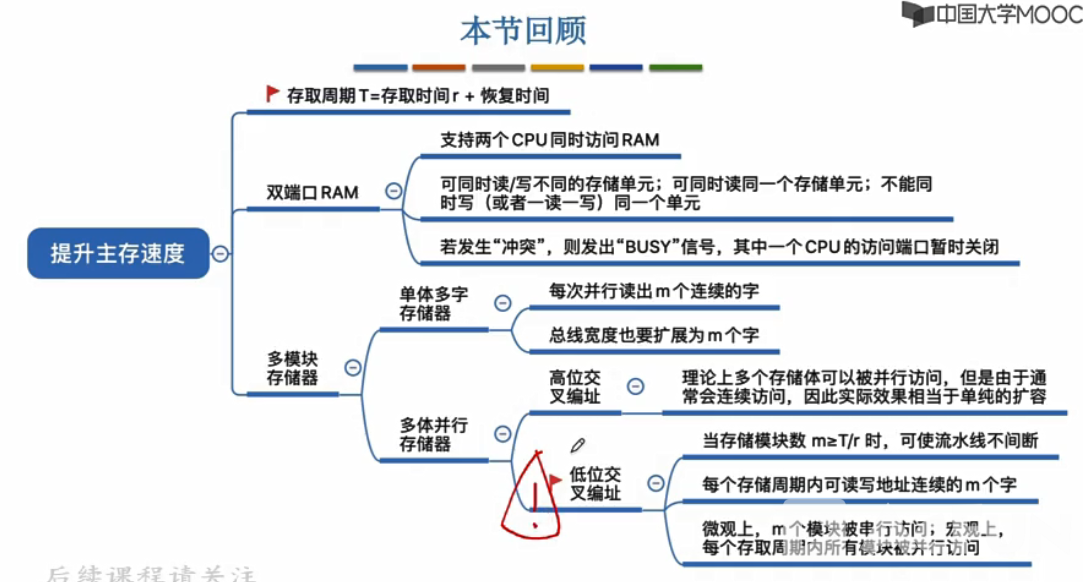 中国大学MOOC
本节回顾
存取周期T=存取时间r + 恢复时间
支持两个CPU同时访问RAM
双端口RAM
可同时读/写不同的存储单元；可同时读同一个存储单元；不能同
时写（或者一读一写）同一个单元
若发生“冲突”，则发出“BUSY”信号，其中一个CPU的访问端口暂时关闭
提升主存速度
单体多字
存储器
每次并行读出m个连续的字
总线宽度也要扩展为m个字
多模块
存储器
高位交
叉编址
理论上多个存储体可以被并行访问，但是由于通
常会连续访问，因此实际效果相当于单纯的扩容
多体并行
存储器
当存储模块数 m≥T/r 时，可使流水线不间断
低位交
叉编址
每个存储周期内可读写地址连续的m个字
微观上，m个模块被串行访问；宏观上，
每个存取周期内所有模块被并行访问
!
后续课程请关注